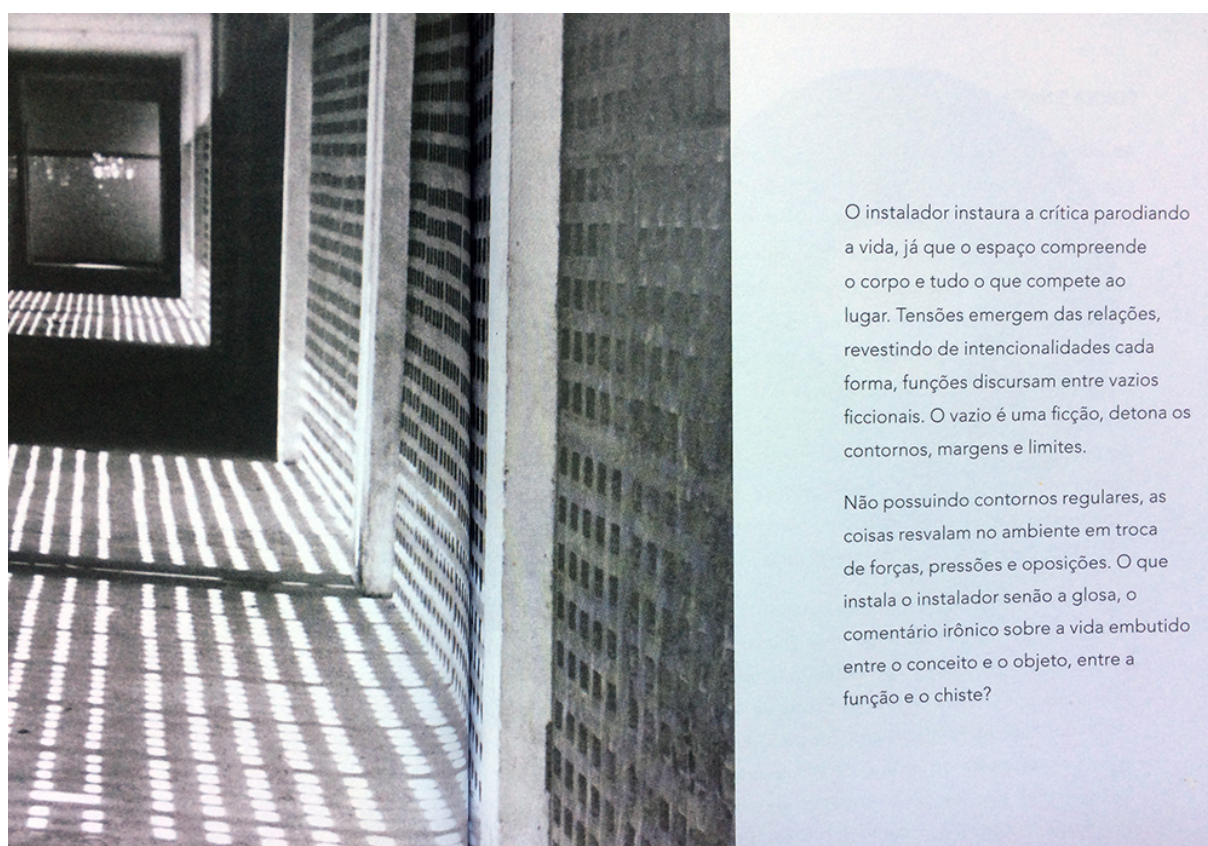 O instalador instaura a crítica parodiando
a vida, já que o espaço compreende
o corpo e tudo o que compete ao
lugar. Tensões emergem das relações,
revestindo de intencionalidades cada
forma, funções discursam entre vazios
ficcionais. O vazio é uma ficção, detona os
contornos, margens e limites.
Não possuindo contornos regulares, as
coisas resvalam no ambiente em troca
de forças, pressões e oposições. O que
instala o instalador senão a glosa, o
comentário irônico sobre a vida embutido
entre o conceito e o objeto, entre a
função e o chiste?